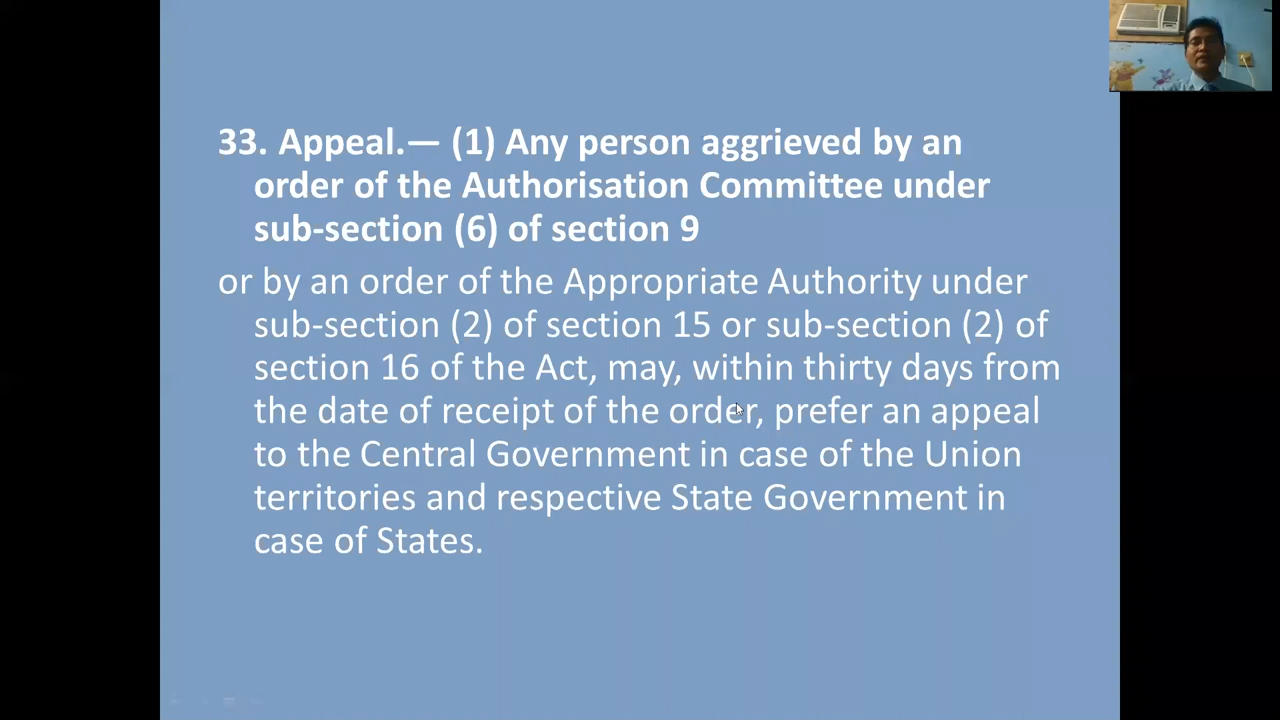 33. Appeal.— (1) Any person aggrieved by an
order of the Authorisation Committee under
sub-section (6) of section 9
or by an order of the Appropriate Authority under
sub-section (2) of section 15 or sub-section (2) of
section 16 of the Act, may, within thirty days from
the date of receipt of the order, prefer an appeal
to the Central Government in case of the Union
territories and respective State Government in
case of States.